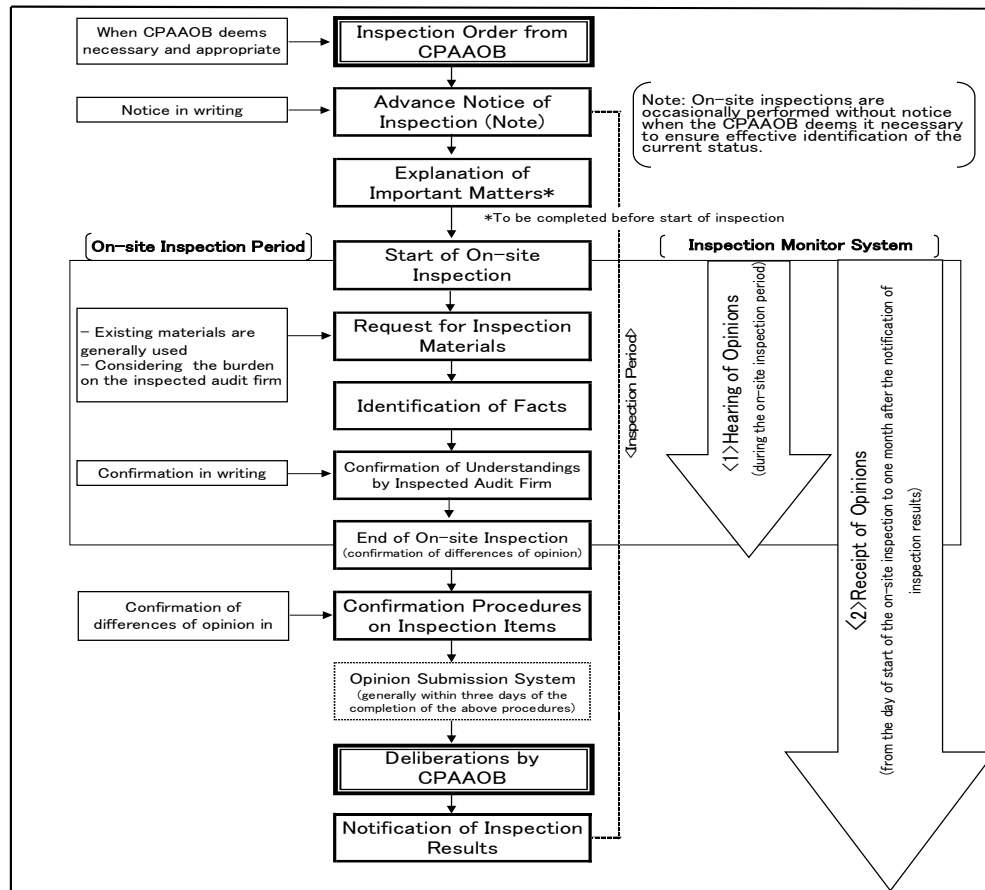 When CPAAOB deems
necessary and appropriate
Inspection Order from
CPAAOB
Notice in writing
Advance Notice of
Inspection (Note)
Note: On-site inspections are
occasionally performed without notice
when the CPAAOB deems it necessary
to ensure effective identification of the
current status.
Explanation of
Important Matters*
*To be completed before start of inspection
On-site Inspection Period
Inspection Monitor System
Start of On-site
Inspection
- Existing materials are
generally used
- Considering the burden
on the inspected audit firm
Request for Inspection
Materials
Identification of Facts
Confirmation in writing
Confirmation of Understandings
by Inspected Audit Firm
End of On-site Inspection
(confirmation of differences of opinion)
<Inspection Period>
<1>Hearing of Opinions
(during the on-site inspection period)
<2>Receipt of Opinions
(from the day of start of the on-site inspection to one month after the notification of
inspection results)
Confirmation of
differences of opinion in
Confirmation Procedures
on Inspection Items
Opinion Submission System
(generally within three days of the
completion of the above procedures)
Deliberations by
CPAAOB
Notification of Inspection
Results